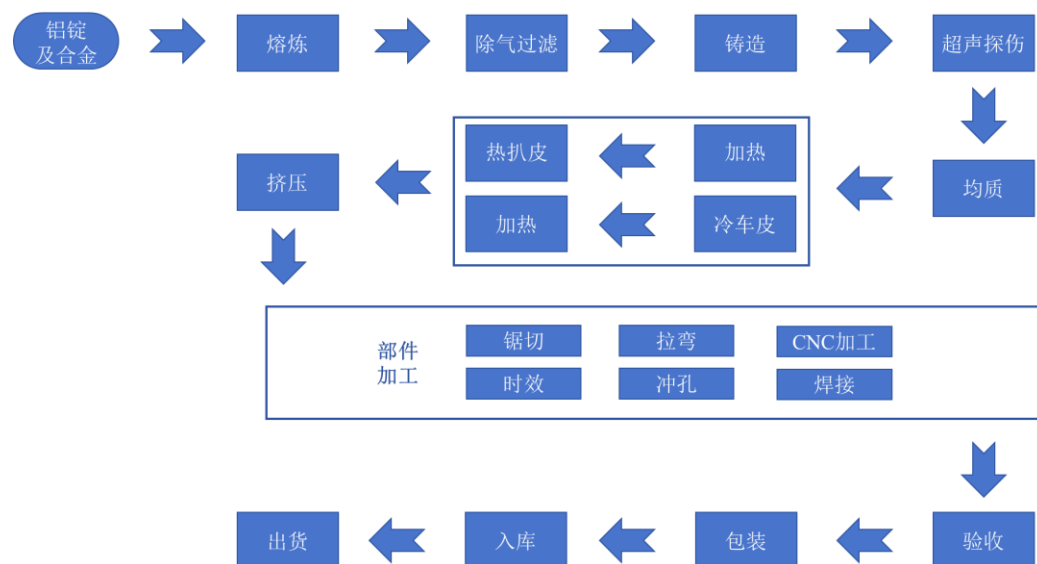 铝锭
及合金
熔炼
除气过滤
铸造
超声探伤
均质
加热
热扒皮
冷车皮
加热
挤压
部件
加工
锯切
拉弯
CNC加工
时效
冲孔
焊接
验收
包装
入库
出货